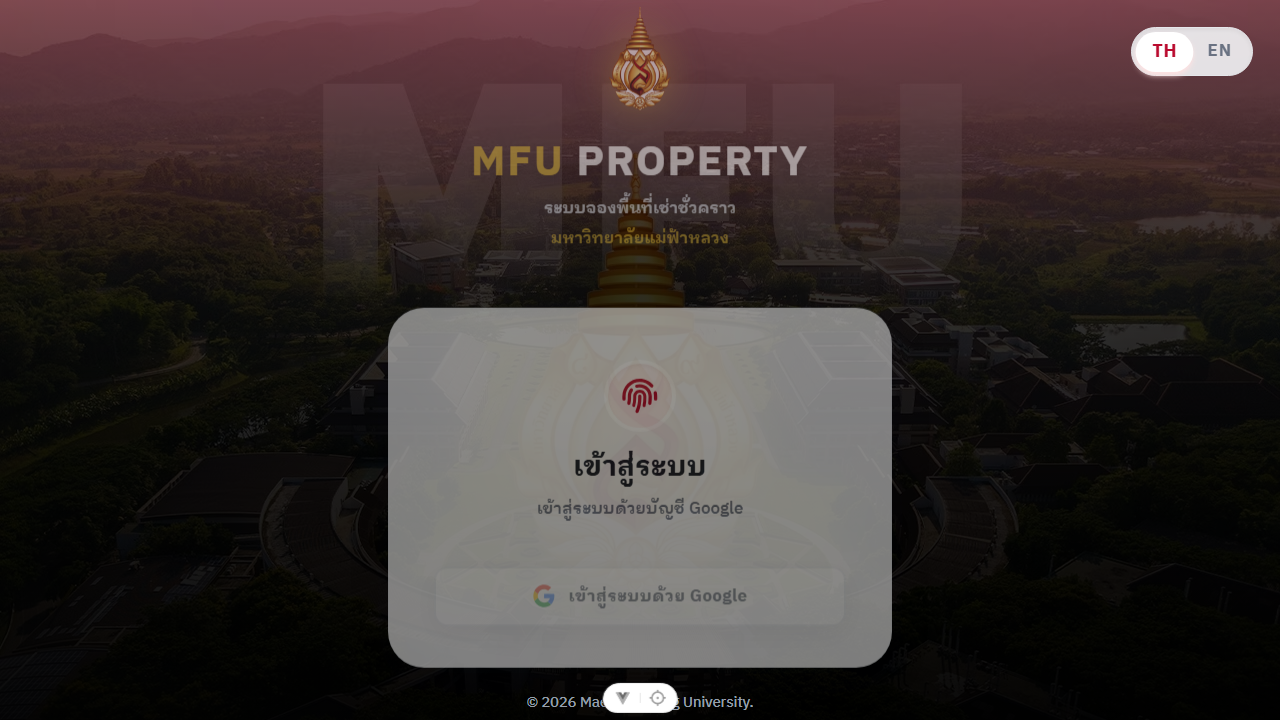 TH EN
MFU
MFU PROPERTY
ระบบจองพื้นที่เช่าชั่วคราว
มหาวิทยาลัยแม่ฟ้าหลวง
เข้าสู่ระบบ
เข้าสู่ระบบด้วยบัญชี Google
เข้าสู่ระบบด้วย Google
© 2026 University.